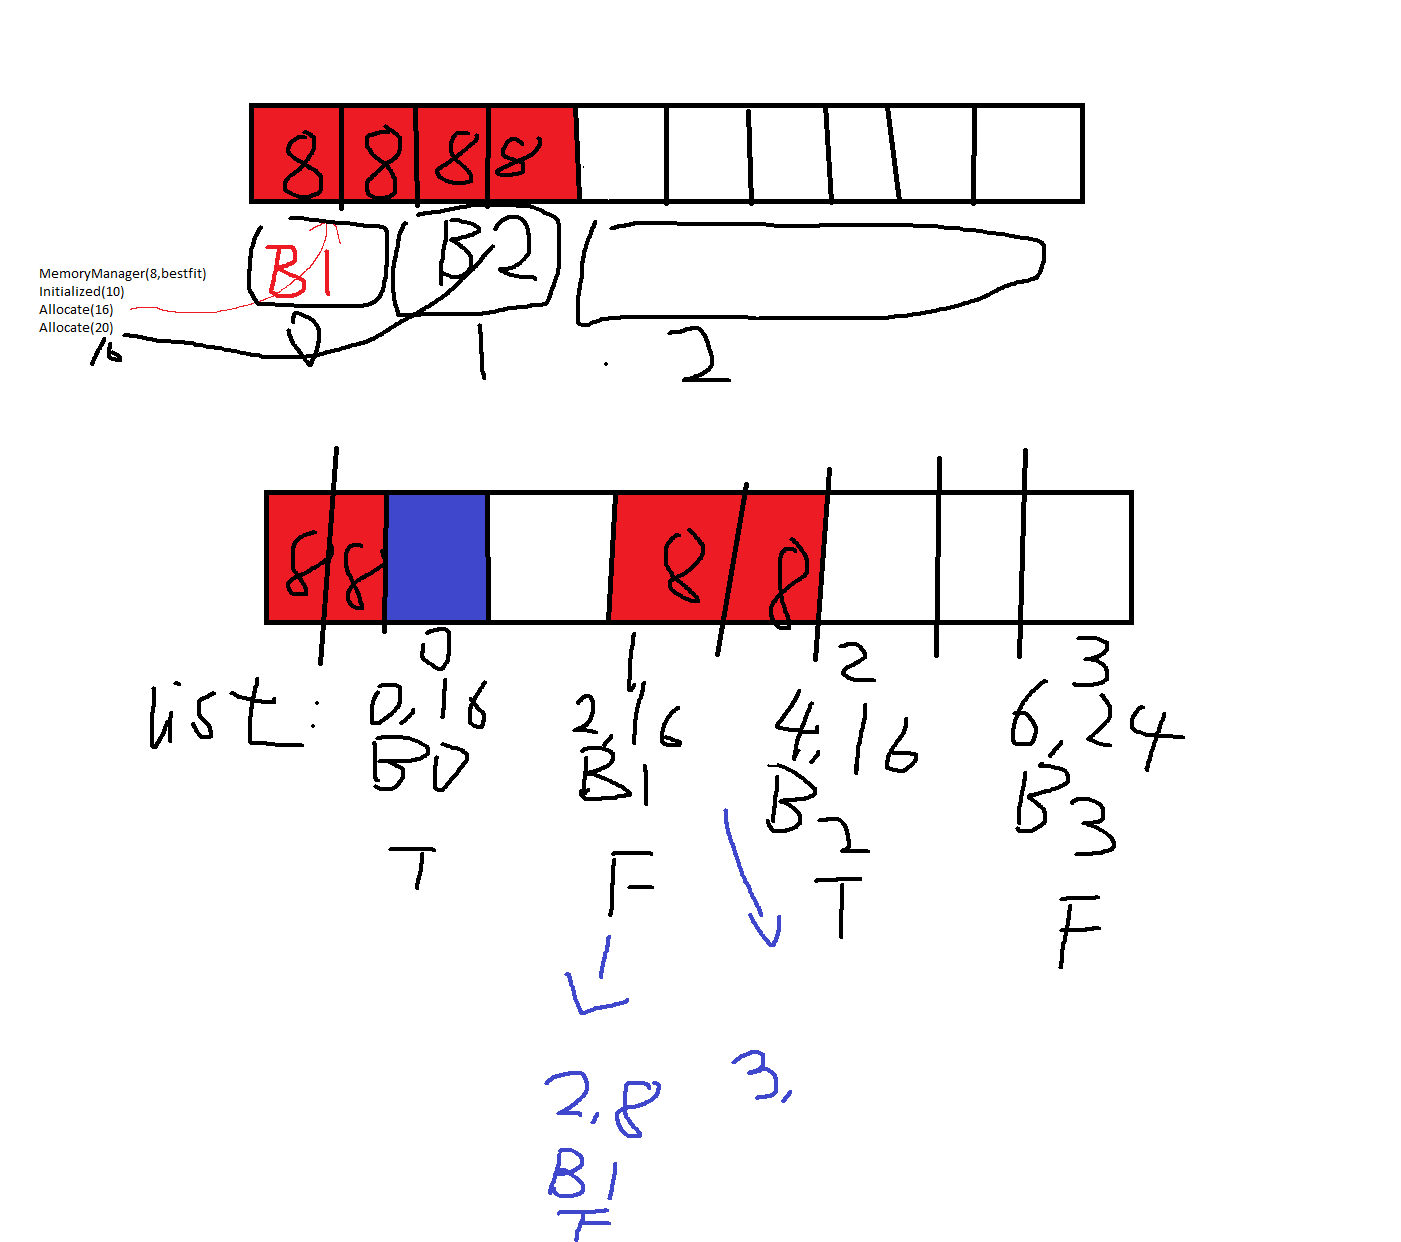 8 8 8 8
B1 B2
MemoryManager(8,bestfit)
Initialized(10)
Allocate(16)
Allocate(20)
16
0 1 2
8 8 8 8
0 1 2 3
list: 0,16 2,16 4,16 6,24
B0 B1 B2 B3
T F T F
2,8 3,
B1